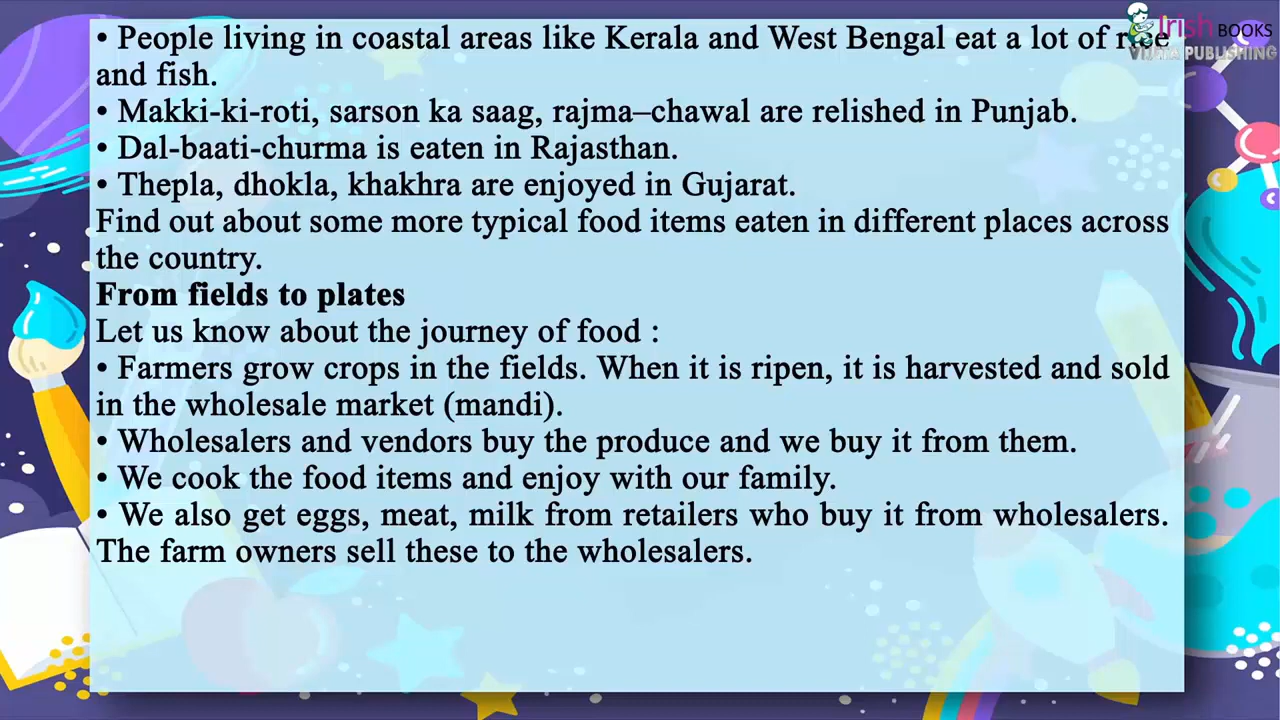 • People living in coastal areas like Kerala and West Bengal eat a lot of rice
and fish.
• Makki-ki-roti, sarson ka saag, rajma–chawal are relished in Punjab.
• Dal-baati-churma is eaten in Rajasthan.
• Thepla, dhokla, khakhra are enjoyed in Gujarat.
Find out about some more typical food items eaten in different places across
the country.
From fields to plates
Let us know about the journey of food :
• Farmers grow crops in the fields. When it is ripen, it is harvested and sold
in the wholesale market (mandi).
• Wholesalers and vendors buy the produce and we buy it from them.
• We cook the food items and enjoy with our family.
• We also get eggs, meat, milk from retailers who buy it from wholesalers.
The farm owners sell these to the wholesalers.
Irish BOOKS
PUBLISHING